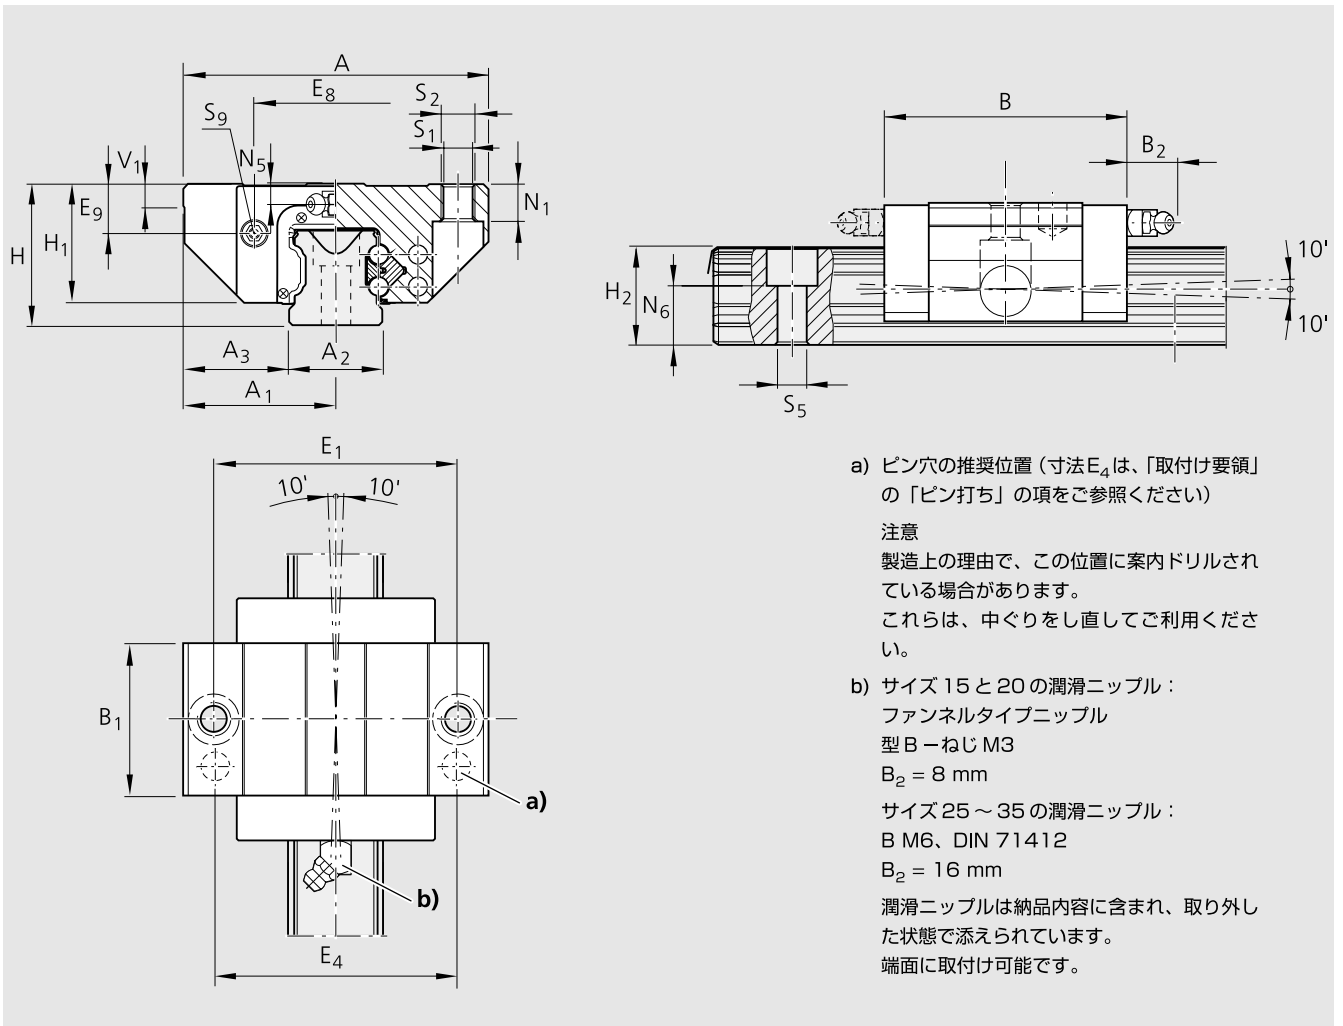 A
E8
S2
S9
S1
V1
N5
E9
N1
H
H1
A3
A2
A1
B
B2
10'
H2
N6
10'
S5
E1
10'
10'
B1
a)
b)
E4
a) ピン穴の推奨位置(寸法E4は、「取付け要領」
の「ピン打ち」の項をご参照ください)
注意
製造上の理由で、この位置に案内ドリルされ
ている場合があります。
これらは、中ぐりをし直してご利用くださ
い。
b) サイズ15と20の潤滑ニップル:
ファンネルタイプニップル
型B－ねじM3
B2 = 8 mm
サイズ25～35の潤滑ニップル:
B M6、DIN 71412
B2 = 16 mm
潤滑ニップルは納品内容に含まれ、取り外し
た状態で添えられています。
端面に取付け可能です。